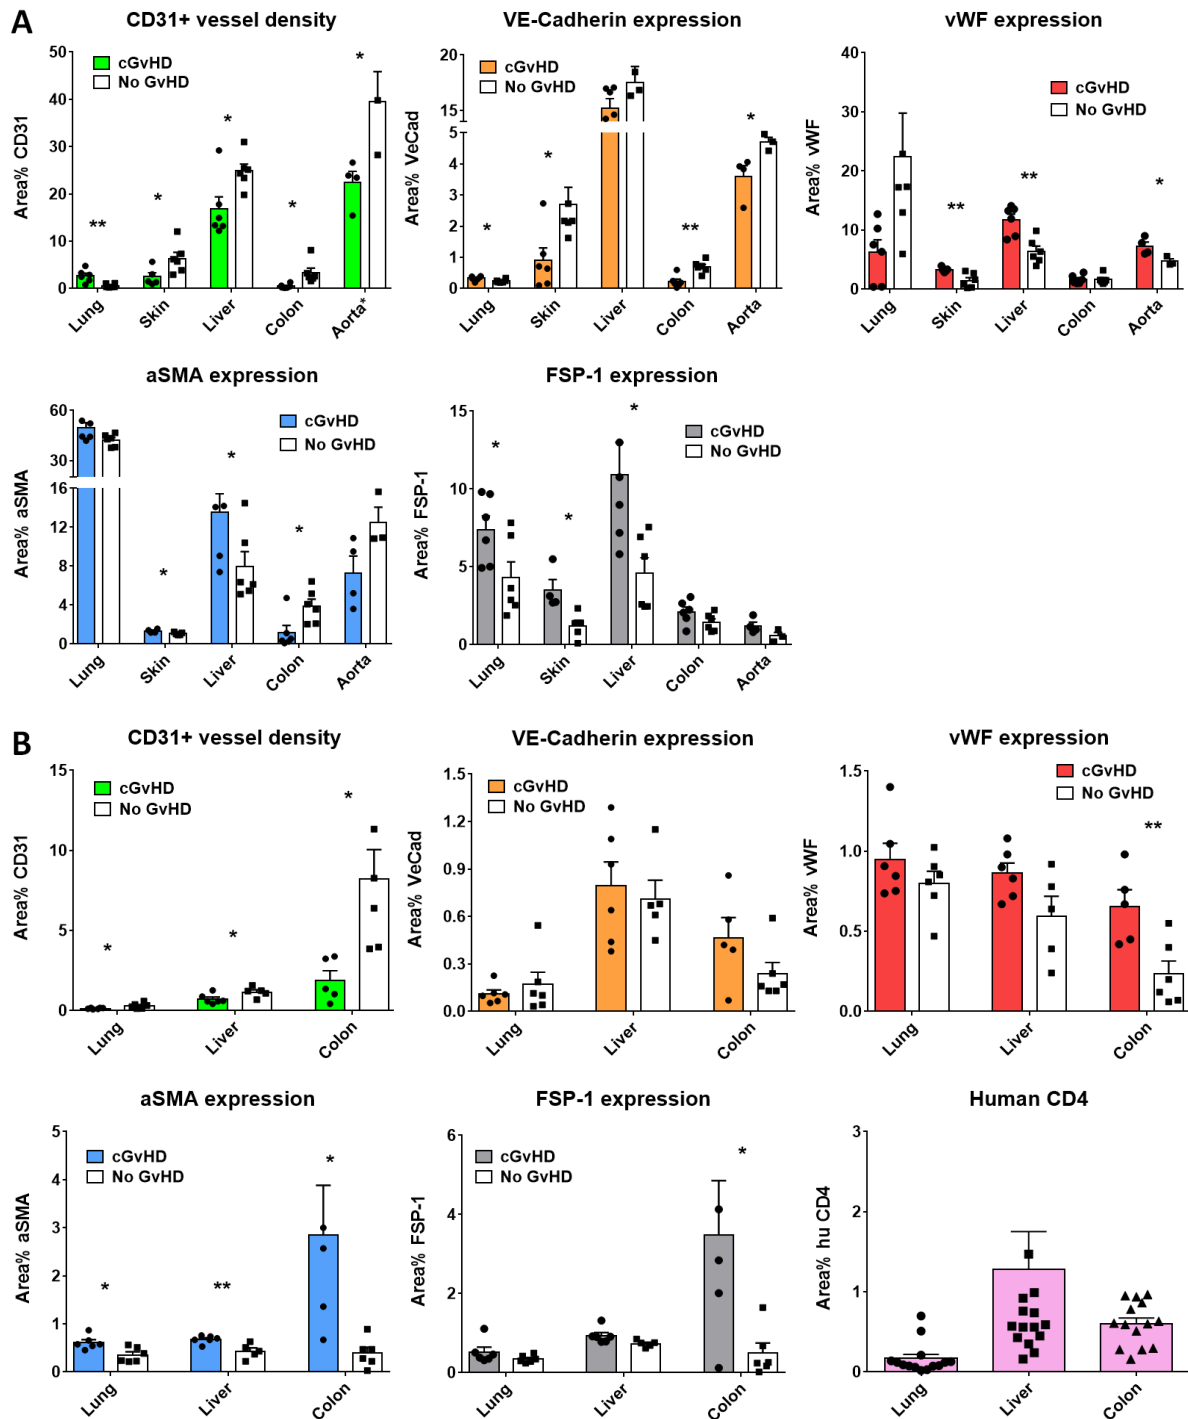 A
CD31+ vessel density
Area% CD31
50
40
30
20
10
0
cGvHD
No GvHD
**
*
*
*
*
Lung
Skin
Liver
Colon
Aorta*
VE-Cadherin expression
Area% VeCad
20
15
5
4
3
2
1
0
cGvHD
No GvHD
*
*
**
*
Lung
Skin
Liver
Colon
Aorta
vWF expression
Area% vWF
40
30
20
10
0
cGvHD
No GvHD
**
**
*
Lung
Skin
Liver
Colon
Aorta
aSMA expression
Area% aSMA
60
30
16
12
8
4
0
cGvHD
No GvHD
*
*
*
Lung
Skin
Liver
Colon
Aorta
FSP-1 expression
Area% FSP-1
15
10
5
0
cGvHD
No GvHD
*
*
*
Lung
Skin
Liver
Colon
Aorta
B
CD31+ vessel density
Area% CD31
15
10
5
0
cGvHD
No GvHD
*
*
*
Lung
Liver
Colon
VE-Cadherin expression
Area% VeCad
1.5
1.2
0.9
0.6
0.3
0.0
cGvHD
No GvHD
Lung
Liver
Colon
vWF expression
Area% vWF
1.5
1.0
0.5
0.0
cGvHD
No GvHD
**
Lung
Liver
Colon
aSMA expression
Area% aSMA
5
4
3
2
1
0
cGvHD
No GvHD
*
**
*
Lung
Liver
Colon
FSP-1 expression
Area% FSP-1
6
4
2
0
cGvHD
No GvHD
*
Lung
Liver
Colon
Human CD4
Area% hu CD4
3
2
1
0
Lung
Liver
Colon